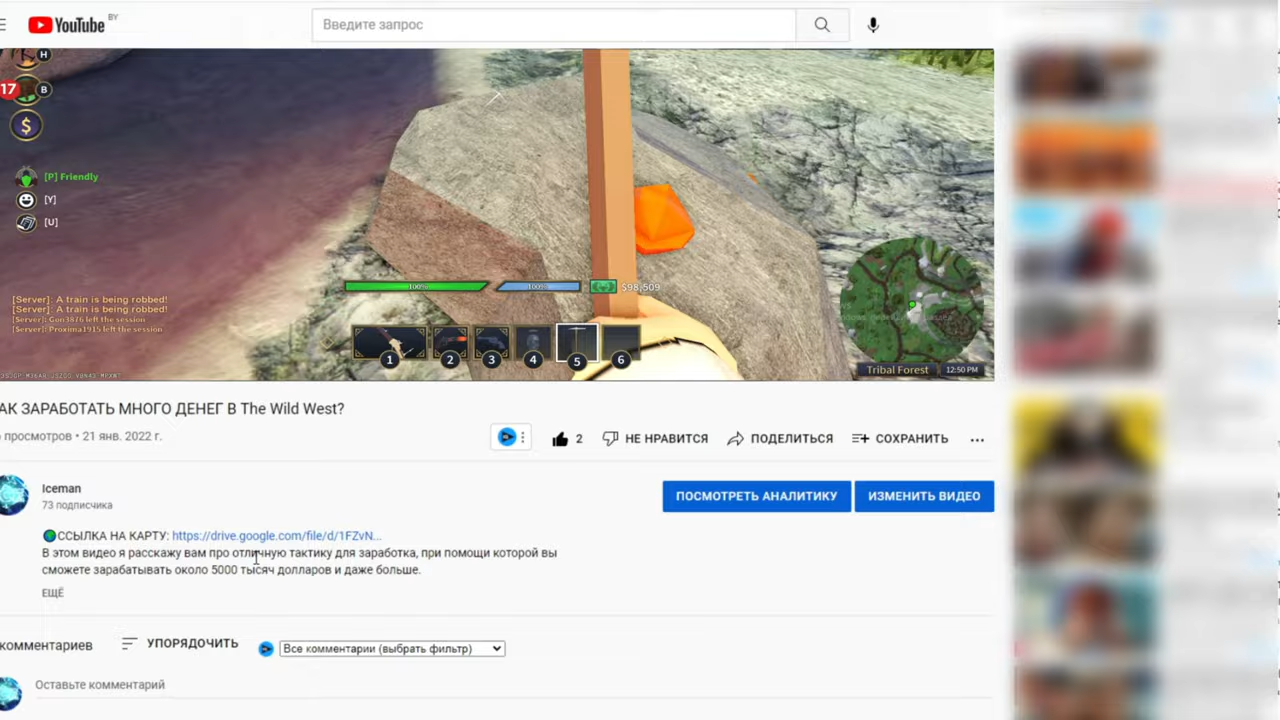 YouTube BY
Введите запрос
H
17 B
$
[P] Friendly
[Y]
[U]
[Server]: A train is being robbed!
[Server]: A train is being robbed!
[Server]: Gon3876 left the session
[Server]: Proxima1915 left the session
100% 100% $98,509
1 2 3 4 5 6
Tribal Forest 12:50 PM
АК ЗАРАБОТАТЬ МНОГО ДЕНЕГ В The Wild West?
просмотров • 21 янв. 2022 г.
2 НЕ НРАВИТСЯ ПОДЕЛИТЬСЯ СОХРАНИТЬ
Iceman
73 подписчика
ПОСМОТРЕТЬ АНАЛИТИКУ ИЗМЕНИТЬ ВИДЕО
ССЫЛКА НА КАРТУ: https://drive.google.com/file/d/1FZvN...
В этом видео я расскажу вам про отличную тактику для заработка, при помощи которой вы
сможете зарабатывать около 5000 тысяч долларов и даже больше.
ЕЩЁ
комментариев УПОРЯДОЧИТЬ Все комментарии (выбрать фильтр)
Оставьте комментарий